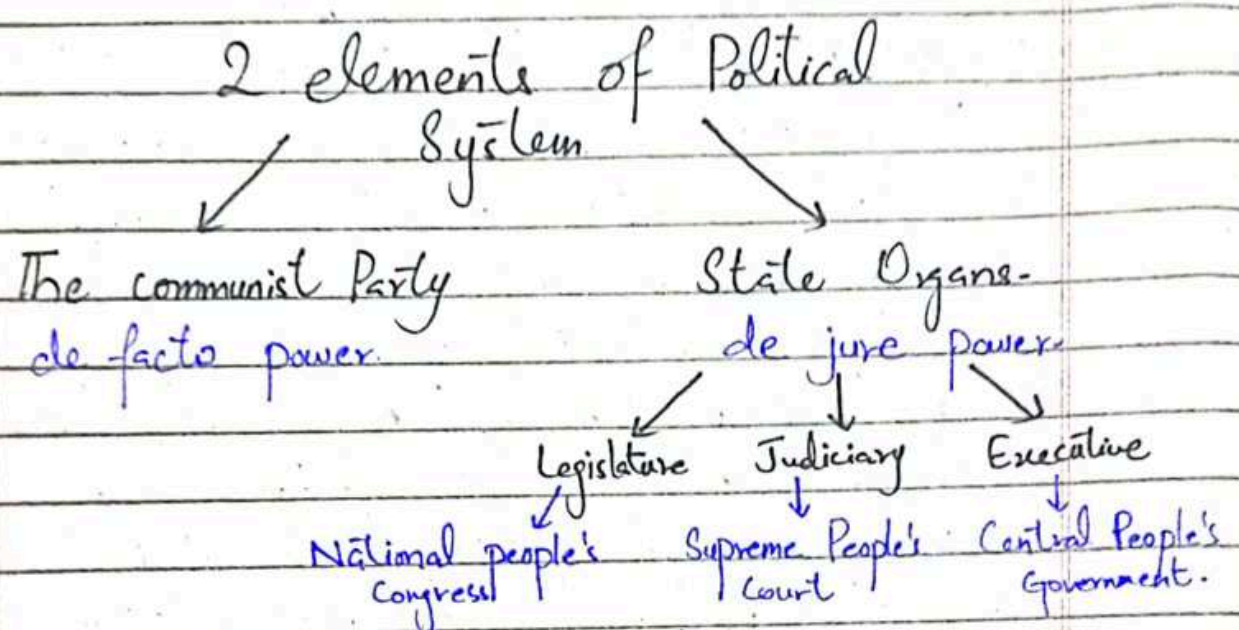 2 elements of Political
System
The communist Party State Organs-
de facto power. de jure power.
Legislature Judiciary Executive
National people's Supreme People's Central People's
Congress Court Government.